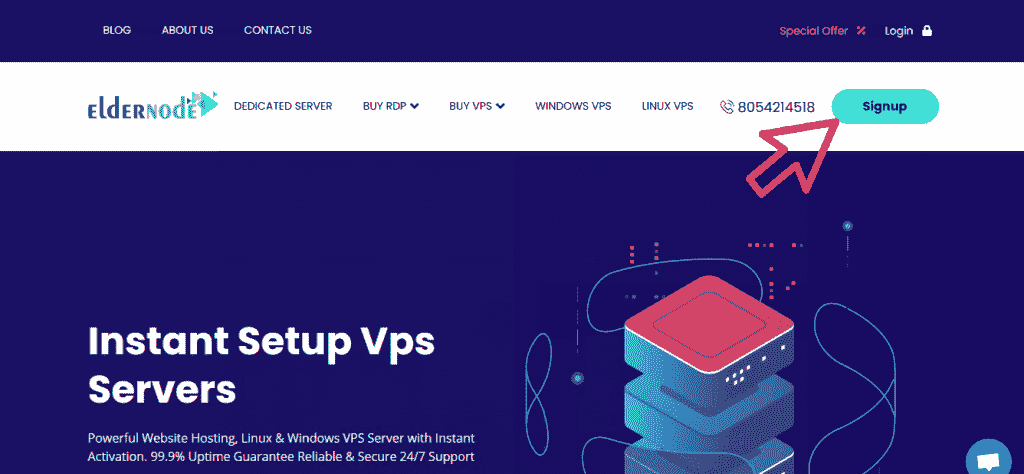 BLOG ABOUT US CONTACT US Special Offer Login
ELDERNODE DEDICATED SERVER BUY RDP BUY VPS WINDOWS VPS LINUX VPS 8054214518 Signup
Instant Setup Vps
Servers
Powerful Website Hosting, Linux & Windows VPS Server with Instant
Activation. 99.9% Uptime Guarantee Reliable & Secure 24/7 Support